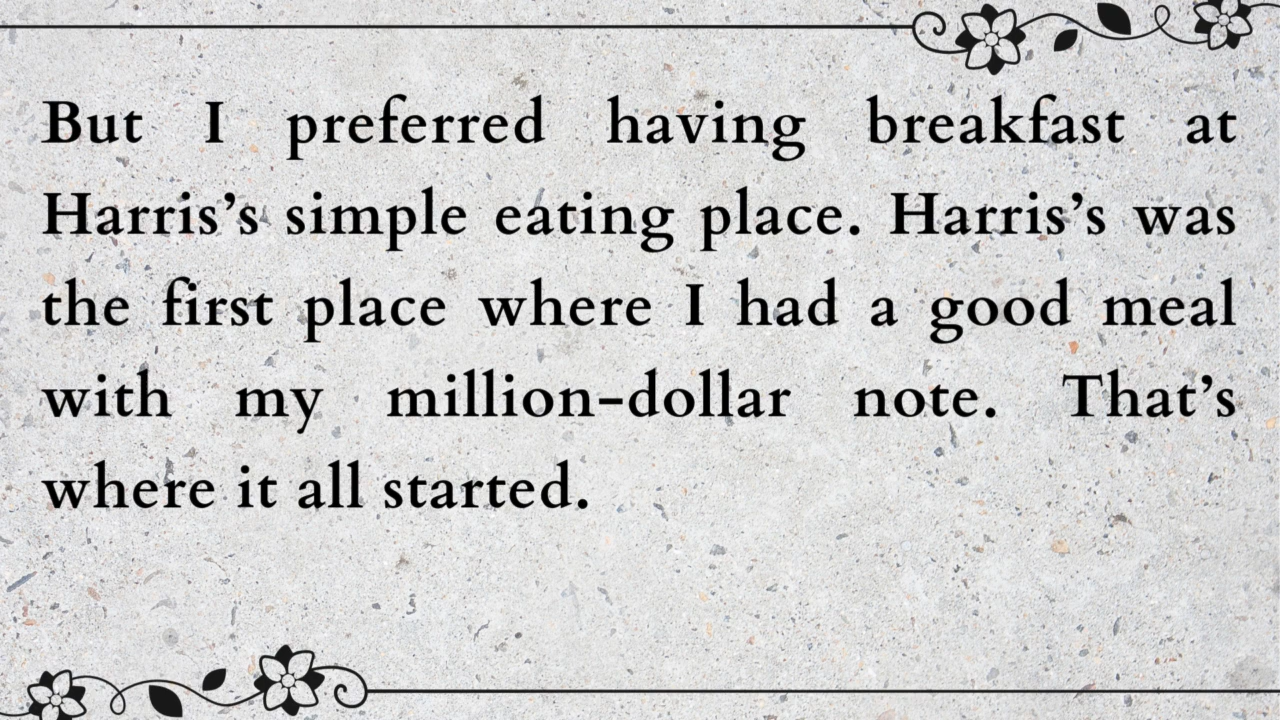 But I preferred having breakfast at
Harris’s simple eating place. Harris’s was
the first place where I had a good meal
with my million-dollar note. That’s
where it all started.